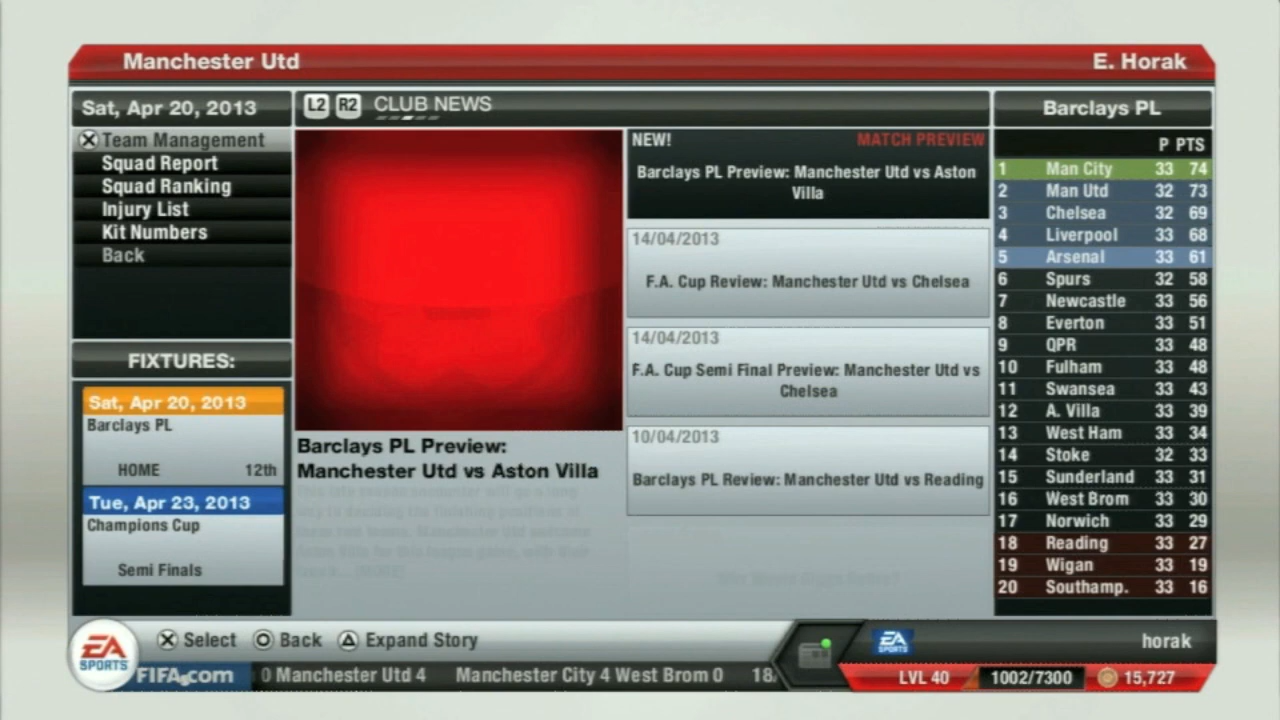 Manchester Utd
E. Horak
Sat, Apr 20, 2013
L2 R2 CLUB NEWS
Barclays PL
Team Management
Squad Report
Squad Ranking
Injury List
Kit Numbers
Back
FIXTURES:
Sat, Apr 20, 2013
Barclays PL
HOME 12th
Tue, Apr 23, 2013
Champions Cup
Semi Finals
Barclays PL Preview:
Manchester Utd vs Aston Villa
NEW! MATCH PREVIEW
Barclays PL Preview: Manchester Utd vs Aston
Villa
14/04/2013
F.A. Cup Review: Manchester Utd vs Chelsea
14/04/2013
F.A. Cup Semi Final Preview: Manchester Utd vs
Chelsea
10/04/2013
Barclays PL Review: Manchester Utd vs Reading
P PTS
1 Man City 33 74
2 Man Utd 32 73
3 Chelsea 32 69
4 Liverpool 33 68
5 Arsenal 33 61
6 Spurs 32 58
7 Newcastle 33 56
8 Everton 33 51
9 QPR 33 48
10 Fulham 33 48
11 Swansea 33 43
12 A. Villa 33 39
13 West Ham 33 34
14 Stoke 32 33
15 Sunderland 33 31
16 West Brom 33 30
17 Norwich 33 29
18 Reading 33 27
19 Wigan 33 19
20 Southamp. 33 16
EA SPORTS
Select Back Expand Story
EA SPORTS
horak
FIFA.com
0 Manchester Utd 4 Manchester City 4 West Brom 0 18/
LVL 40 1002/7300 15,727